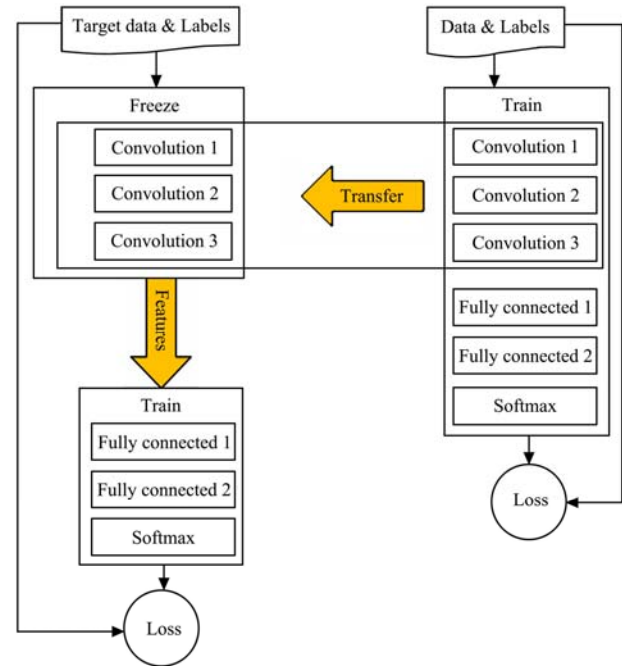 Target data & Labels
Data & Labels
Freeze
Convolution 1
Convolution 2
Convolution 3
Transfer
Train
Convolution 1
Convolution 2
Convolution 3
Fully connected 1
Fully connected 2
Softmax
Loss
Features
Train
Fully connected 1
Fully connected 2
Softmax
Loss